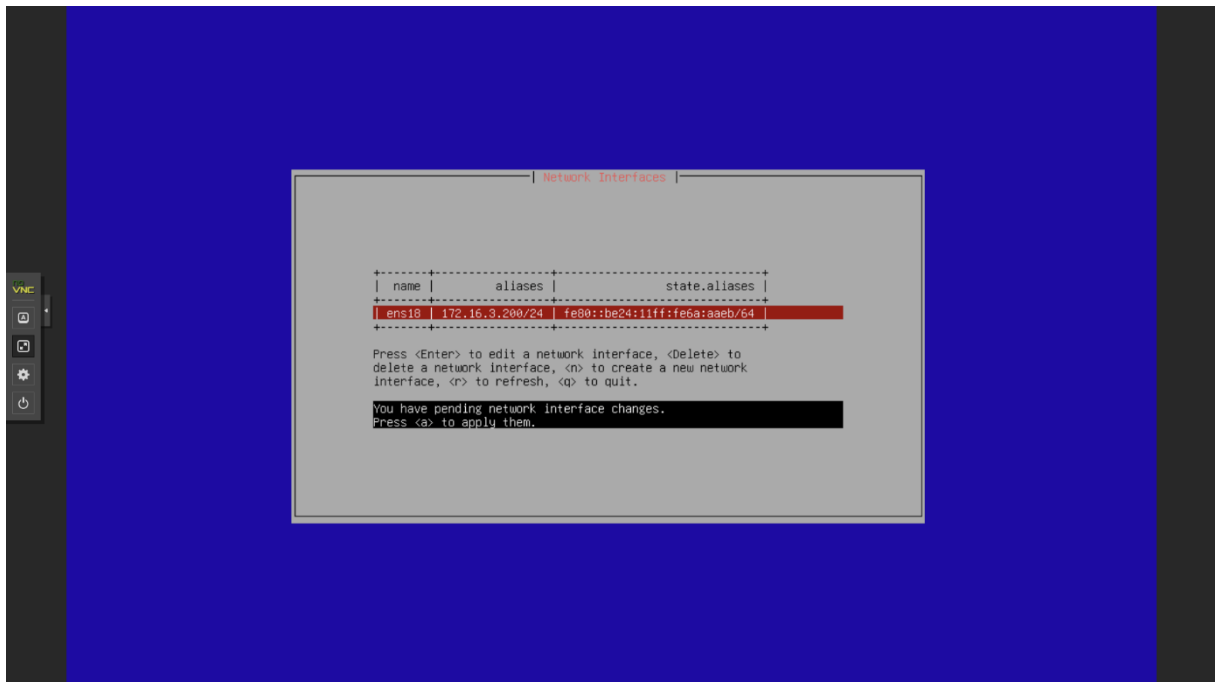 Network Interfaces
+-------+----------------+-----------------------------+
| name | aliases | state.aliases |
+-------+----------------+-----------------------------+
| ens18 | 172.16.3.200/24 | fe80::be24:11ff:fe6a:aaeb/64 |
+-------+----------------+-----------------------------+
Press <Enter> to edit a network interface, <Delete> to
delete a network interface, <n> to create a new network
interface, <r> to refresh, <q> to quit.
You have pending network interface changes.
Press <a> to apply them.
noVNC
A